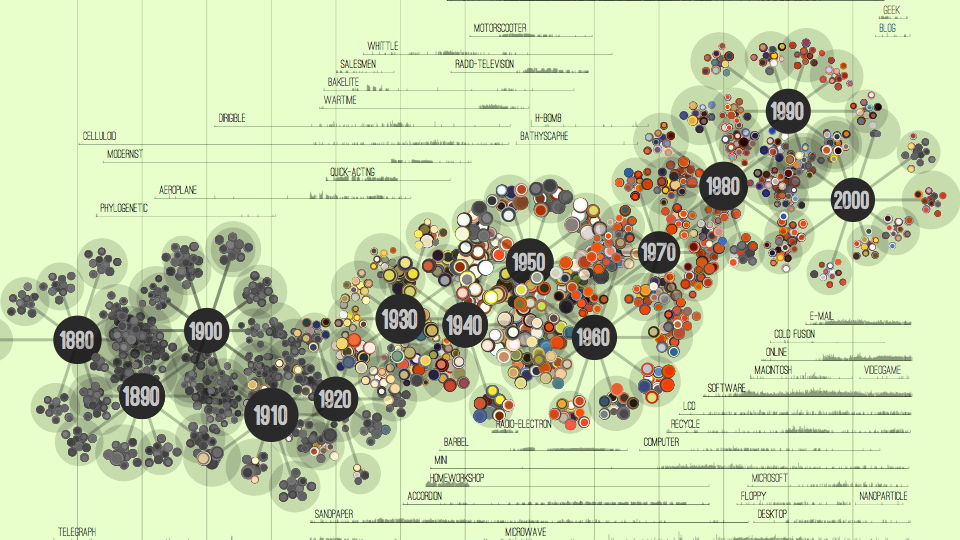 GEEK
BLOG
MOTORSCOOTER
WHITTLE
SALESMEN
RADIO-TELEVISION
BAKELITE
WARTIME
DIRIGIBLE
H-BOMB
CELLULOID
BATHYSCAPHE
MODERNIST
QUICK-ACTING
AEROPLANE
PHYLOGENETIC
1990
1980
2000
1950
1970
1930
1940
1900
1880
1960
1890
1920
1910
E-MAIL
COLD FUSION
ONLINE
MACINTOSH
VIDEOGAME
SOFTWARE
LCD
RADIO-ELECTRON
RECYCLE
BARBEL
COMPUTER
MINI
HOMEWORKSHOP
MICROSOFT
ACCORDION
FLOPPY
NANOPARTICLE
SANDPAPER
DESKTOP
TELEGRAPH
MICROWAVE